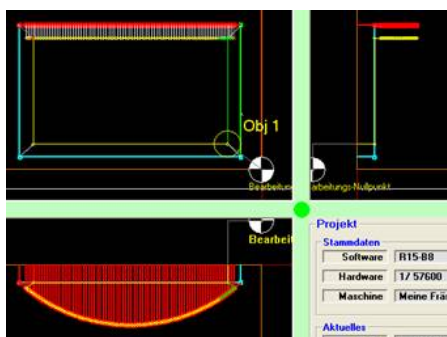 Obj 1
Bearbeitungs-Nullpunkt
Bearbeit
Projekt
Stammdaten
Software R15-B8
Hardware 1/ 57600
Maschine Meine Frä
Aktuelles